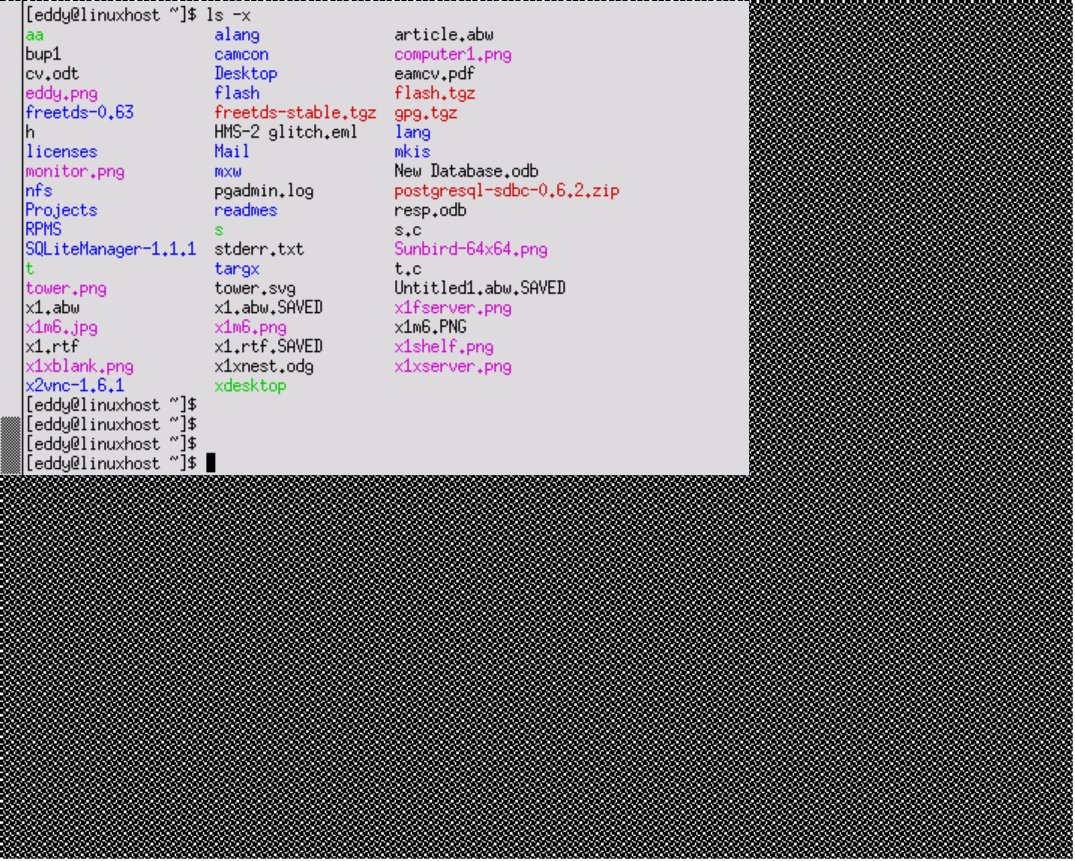 [eddy@linuxhost ~]$ ls -x
aa alang article.abw
bup1 camcon computer1.png
cv.odt Desktop eamcv.pdf
eddy.png flash flash.tgz
freetds-0.63 freetds-stable.tgz gpg.tgz
h HMS-2 glitch.eml lang
licenses Mail mkis
monitor.png mxw New Database.odb
nfs pgadmin.log postgresql-sdbc-0.6.2.zip
Projects readmes resp.odb
RPMS s s.c
SQLiteManager-1.1.1 stderr.txt Sunbird-64x64.png
t targx t.c
tower.png tower.svg Untitled1.abw.SAVED
x1.abw x1.abw.SAVED x1fserver.png
x1m6.jpg x1m6.png x1m6.PNG
x1.rtf x1.rtf.SAVED x1shelf.png
x1xblank.png x1xnest.odg x1xserver.png
x2vnc-1.6.1 xdesktop
[eddy@linuxhost ~]$
[eddy@linuxhost ~]$
[eddy@linuxhost ~]$
[eddy@linuxhost ~]$